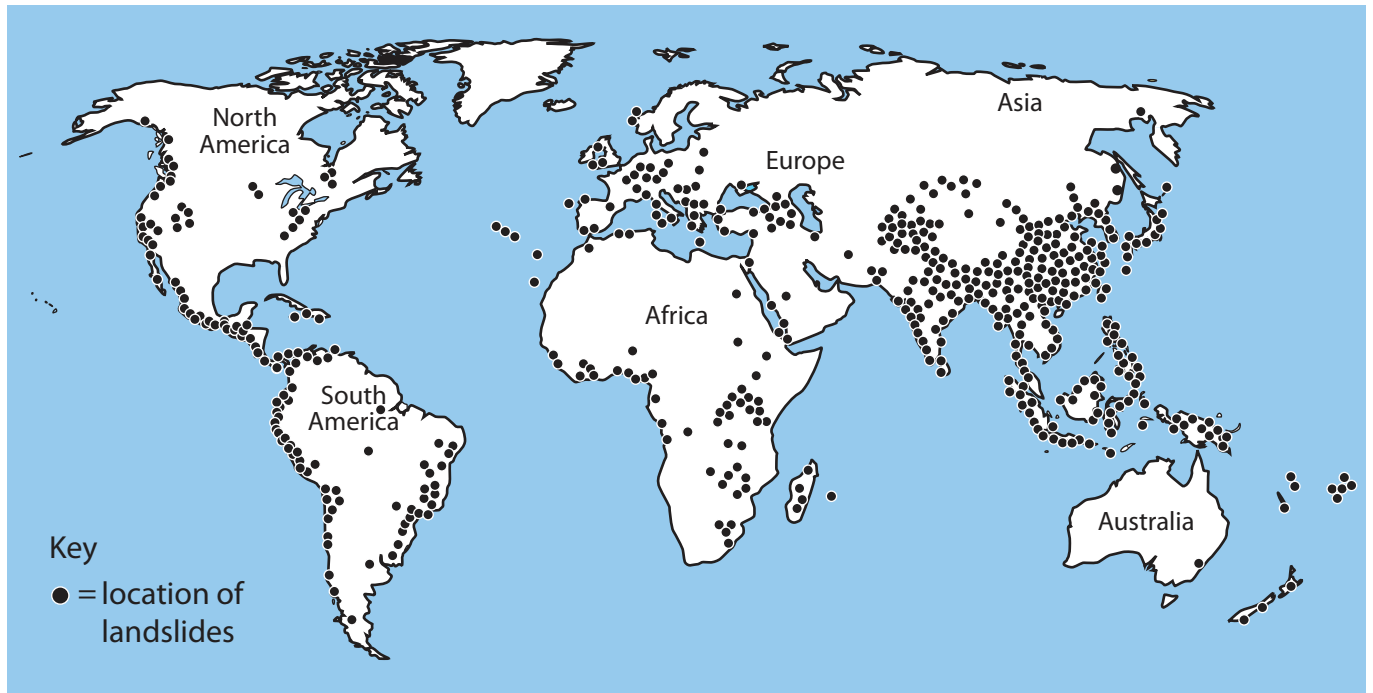 North
America
Asia
Europe
Africa
South
America
Australia
Key
= location of
landslides